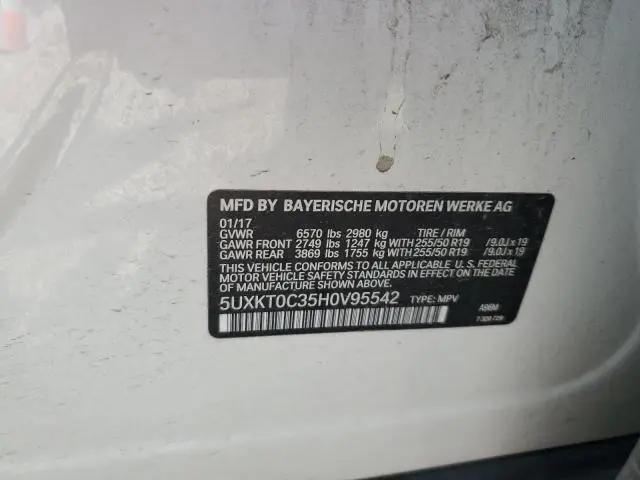 MFD BY BAYERISCHE MOTOREN WERKE AG
01/17
GVWR 6570 lbs 2980 kg TIRE / RIM
GAWR FRONT 2749 lbs 1247 kg WITH 255/50 R19 /9.0J x 19
GAWR REAR 3869 lbs 1755 kg WITH 255/50 R19 /9.0J x 19
THIS VEHICLE CONFORMS TO ALL APPLICABLE U.S. FEDERAL
MOTOR VEHICLE SAFETY STANDARDS IN EFFECT ON THE
DATE OF MANUFACTURE SHOWN ABOVE.
5UXKT0C35H0V95542 TYPE: MPV